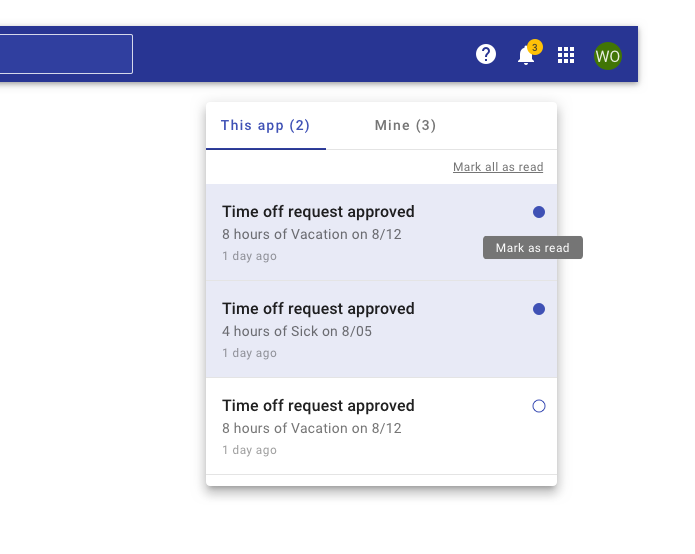 ? 3 WO
This app (2) Mine (3)
Mark all as read
Time off request approved
8 hours of Vacation on 8/12
Mark as read
1 day ago
Time off request approved
4 hours of Sick on 8/05
1 day ago
Time off request approved
8 hours of Vacation on 8/12
1 day ago